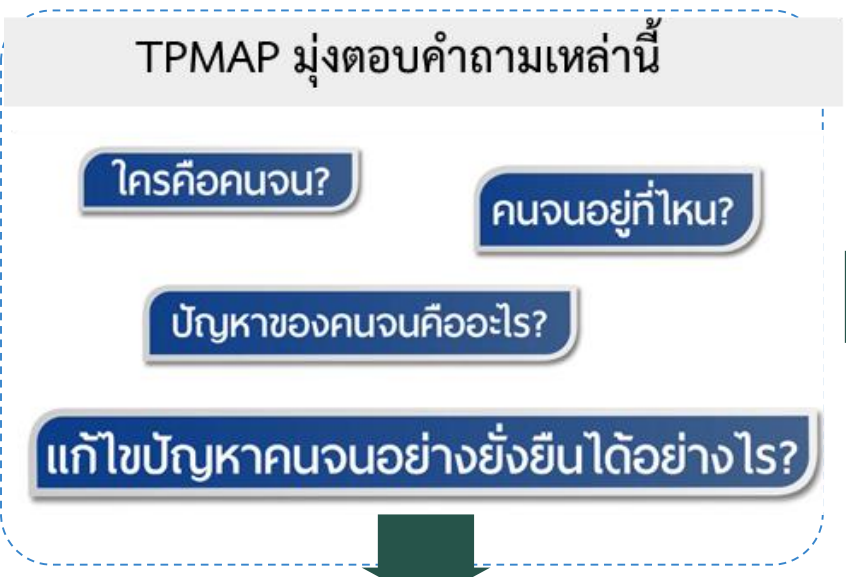 TPMAP มุ่งตอบคำถามเหล่านี้
ใครคือคนจน?
คนจนอยู่ที่ไหน?
ปัญหาของคนจนคืออะไร?
แก้ไขปัญหาคนจนอย่างยั่งยืนได้อย่างไร?